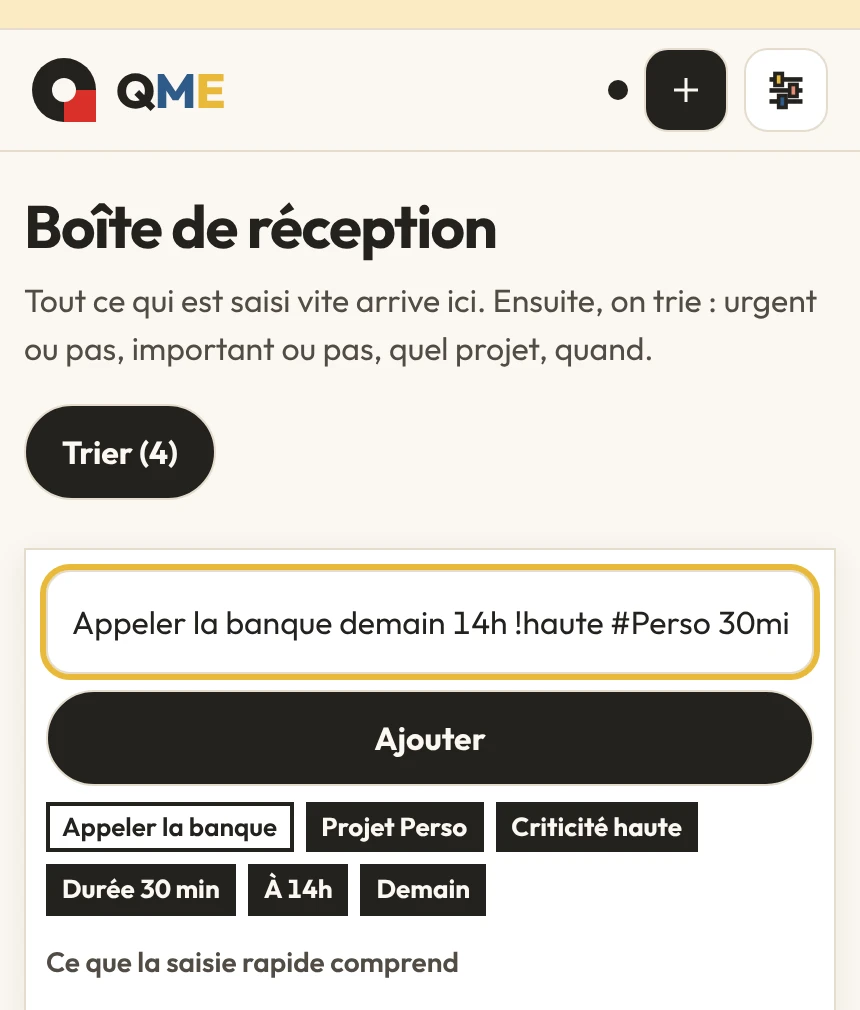 QME
Boîte de réception
Tout ce qui est saisi vite arrive ici. Ensuite, on trie : urgent
ou pas, important ou pas, quel projet, quand.
Trier (4)
Appeler la banque demain 14h !haute #Perso 30mi
Ajouter
Appeler la banque Projet Perso Criticité haute
Durée 30 min À 14h Demain
Ce que la saisie rapide comprend